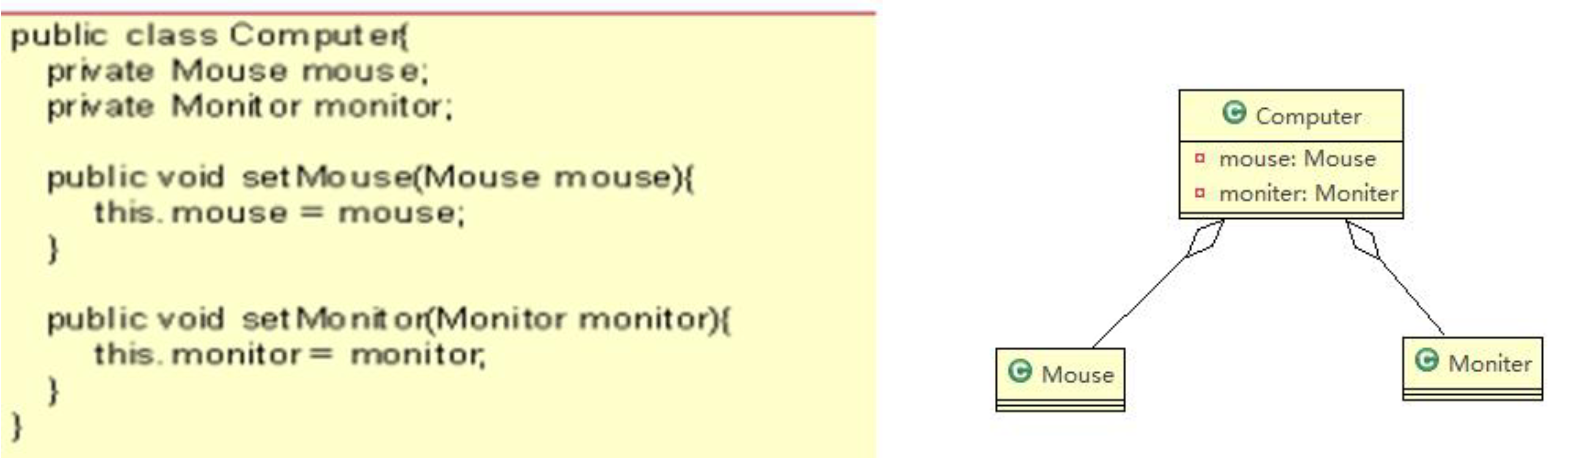 public class Computer{
private Mouse mouse;
private Monitor monitor;
public void setMouse(Mouse mouse){
this.mouse = mouse;
}
public void setMonitor(Monitor monitor){
this.monitor = monitor;
}
}
C Computer
mouse: Mouse
moniter: Moniter
C Mouse
C Moniter